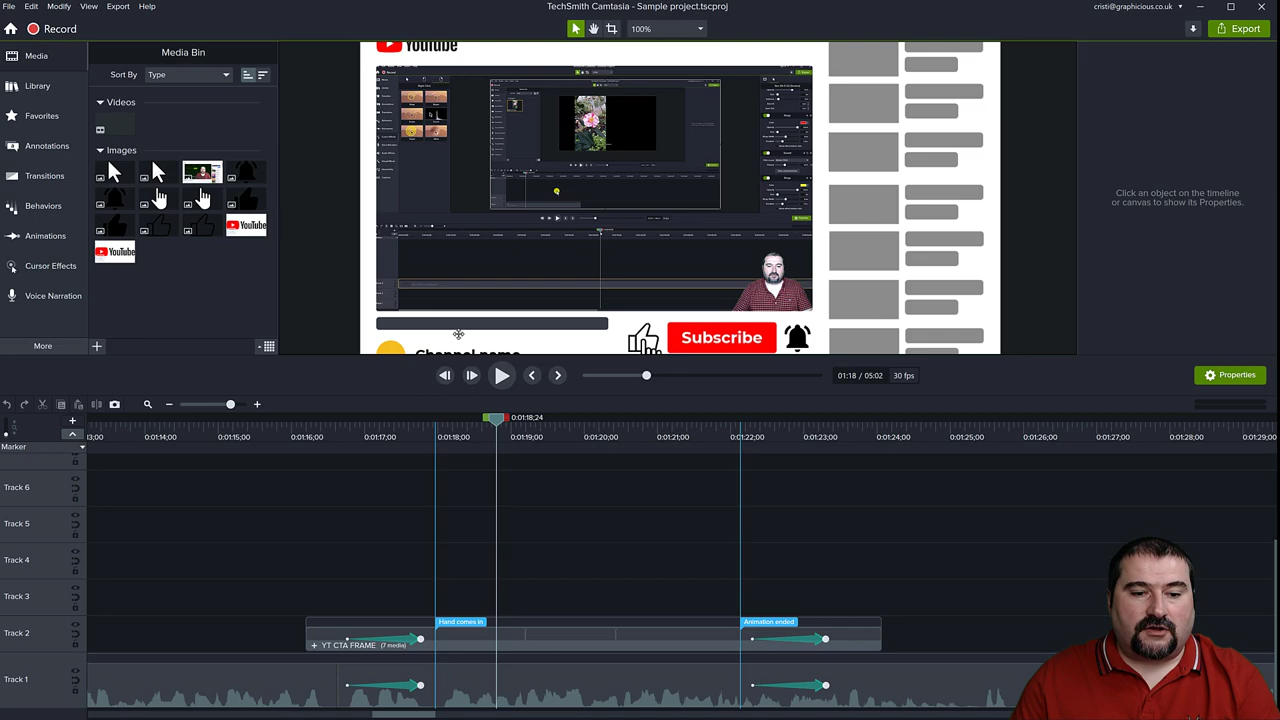 File Edit Modify View Export Help
TechSmith Camtasia - Sample project.tscproj
cristi@graphicious.co.uk
Record
100%
Export
Media
Library
Favorites
Annotations
Transitions
Behaviors
Animations
Cursor Effects
Voice Narration
More
Media Bin
Sort By Type
Videos
Images
YouTube
YouTube
YouTube
Subscribe
Channel name
Click an object on the timeline
or canvas to show its Properties.
01:18 / 05:02 30 fps
Properties
0:01:18;24
Marker
03;00 0:01:14;00 0:01:15;00 0:01:16;00 0:01:17;00 0:01:18;00 0:01:19;00 0:01:20;00 0:01:21;00 0:01:22;00 0:01:23;00 0:01:24;00 0:01:25;00 0:01:26;00 0:01:27;00 0:01:28;00 0:01:29;00
Track 6
Track 5
Track 4
Track 3
Hand comes in
Animation ended
Track 2
+ YT CTA FRAME (7 media)
Track 1